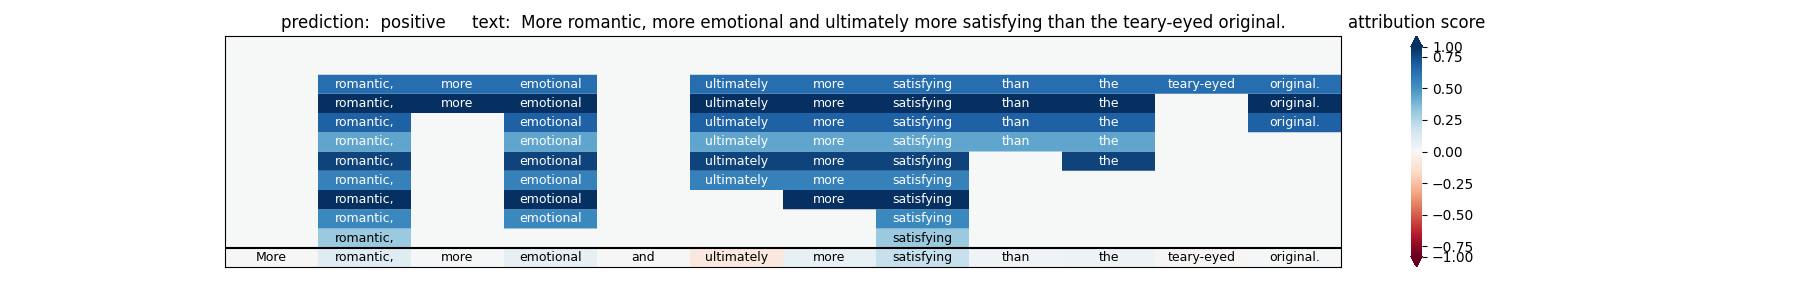 prediction:  positive     text:  More romantic, more emotional and ultimately more satisfying than the teary-eyed original.
attribution score
romantic, more emotional ultimately more satisfying than the teary-eyed original.
romantic, more emotional ultimately more satisfying than the original.
romantic, emotional ultimately more satisfying than the original.
romantic, emotional ultimately more satisfying than the
romantic, emotional ultimately more satisfying the
romantic, emotional ultimately more satisfying
romantic, emotional more satisfying
romantic, emotional satisfying
romantic, satisfying
More romantic, more emotional and ultimately more satisfying than the teary-eyed original.
1.00
0.75
0.50
0.25
0.00
−0.25
−0.50
−0.75
−1.00